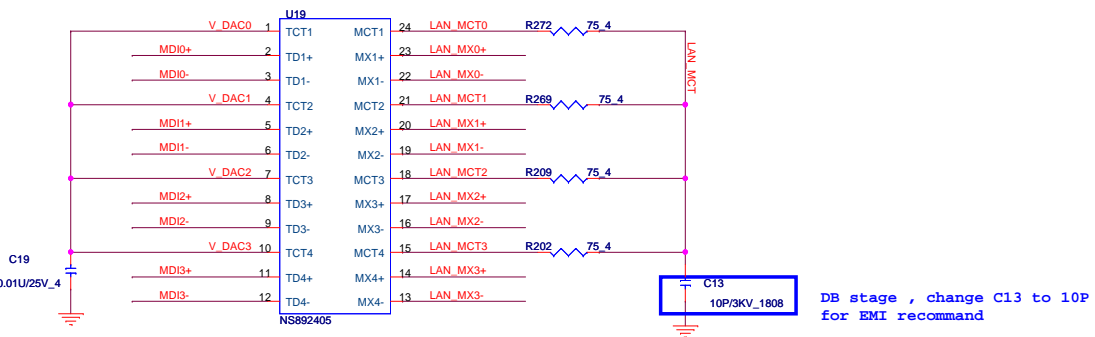 U19
V_DAC0 1 TCT1 MCT1 24 LAN_MCT0 R272 75_4
MDI0+ 2 TD1+ MX1+ 23 LAN_MX0+
MDI0- 3 TD1- MX1- 22 LAN_MX0-
LAN_MCT
V_DAC1 4 TCT2 MCT2 21 LAN_MCT1 R269 75_4
MDI1+ 5 TD2+ MX2+ 20 LAN_MX1+
MDI1- 6 TD2- MX2- 19 LAN_MX1-
V_DAC2 7 TCT3 MCT3 18 LAN_MCT2 R209 75_4
MDI2+ 8 TD3+ MX3+ 17 LAN_MX2+
MDI2- 9 TD3- MX3- 16 LAN_MX2-
V_DAC3 10 TCT4 MCT4 15 LAN_MCT3 R202 75_4
C19
0.01U/25V_4
MDI3+ 11 TD4+ MX4+ 14 LAN_MX3+
MDI3- 12 TD4- MX4- 13 LAN_MX3-
NS892405
C13
10P/3KV_1808
DB stage , change C13 to 10P
for EMI recommand